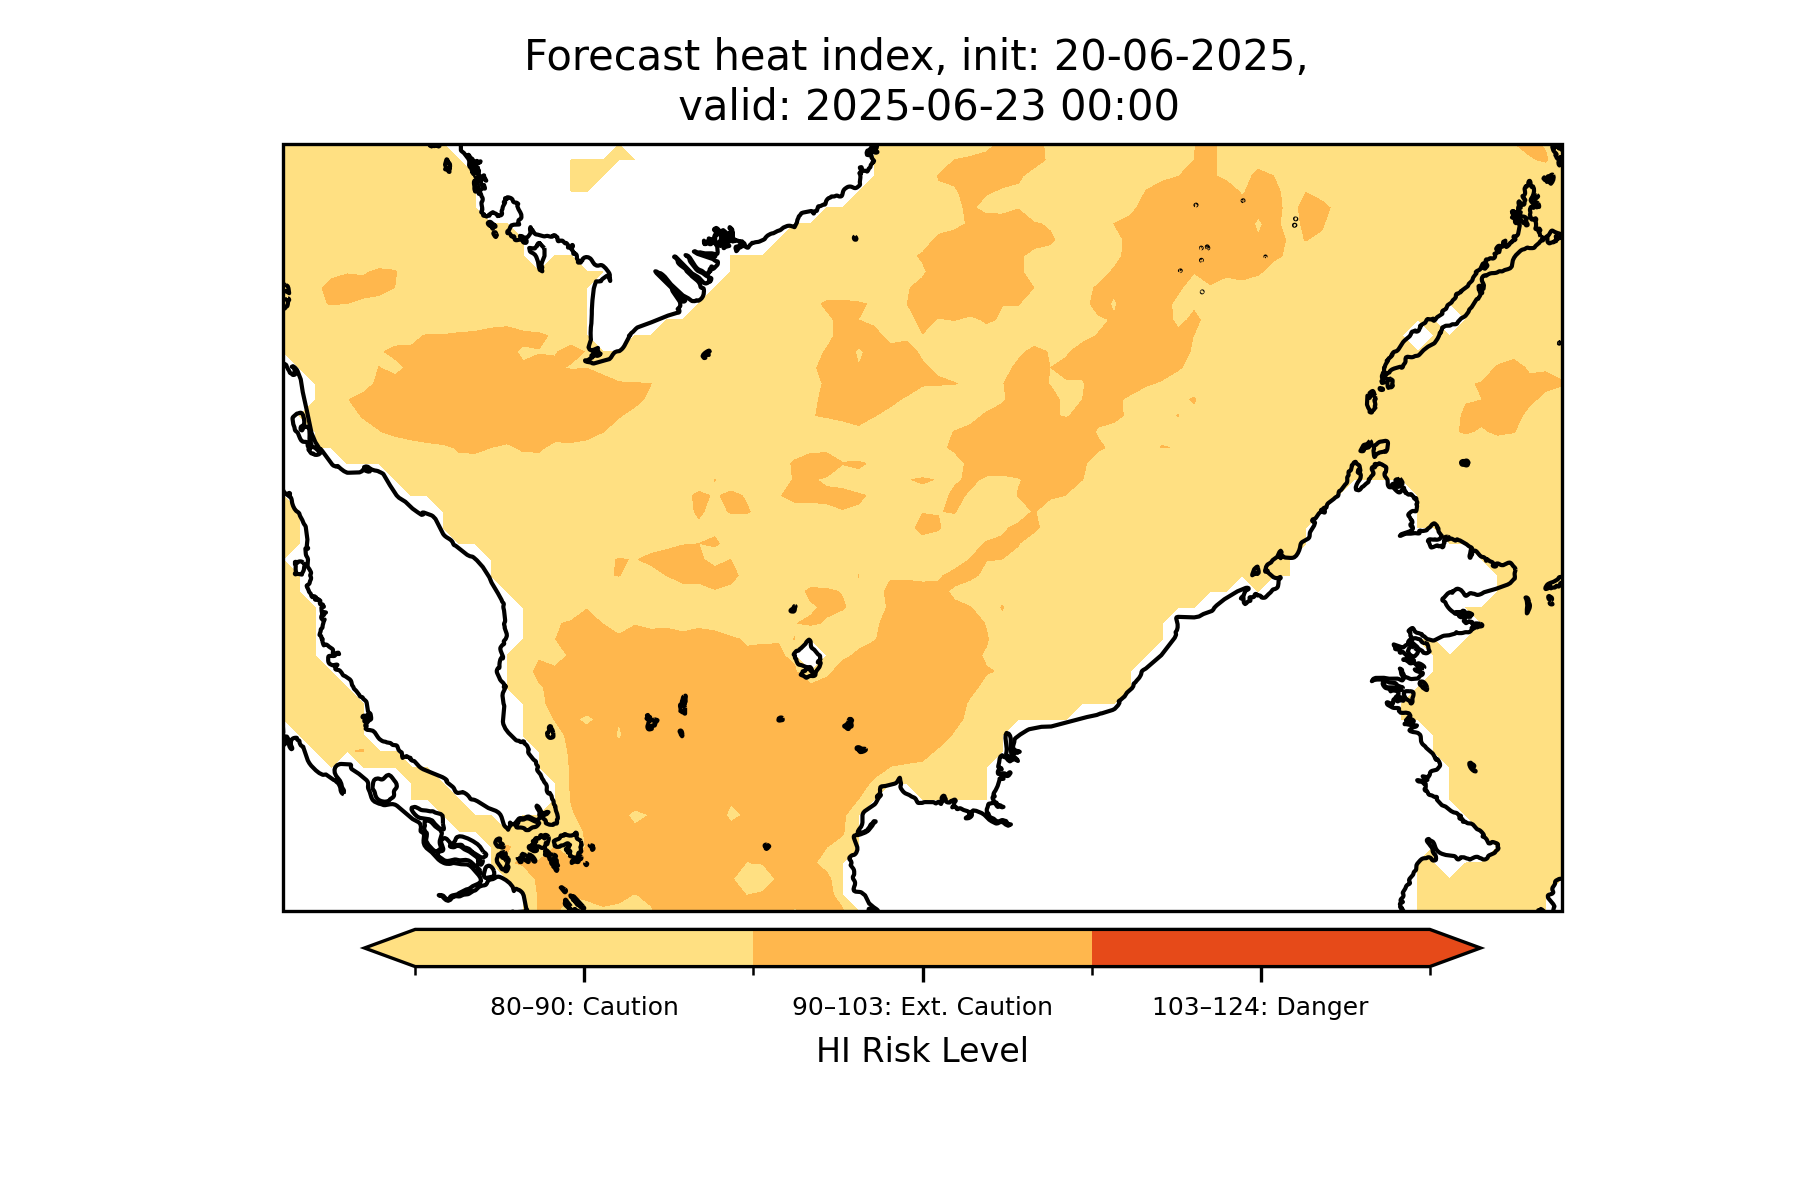 Forecast heat index, init: 20-06-2025,
valid: 2025-06-23 00:00
80–90: Caution
90–103: Ext. Caution
103–124: Danger
HI Risk Level